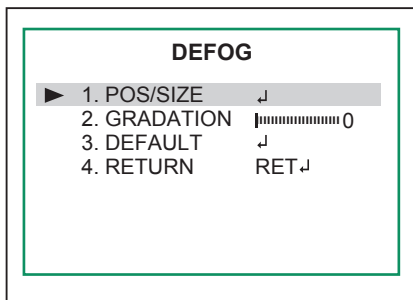 DEFOG
► 1. POS/SIZE ↵
2. GRADATION 0
3. DEFAULT ↵
4. RETURN RET↵